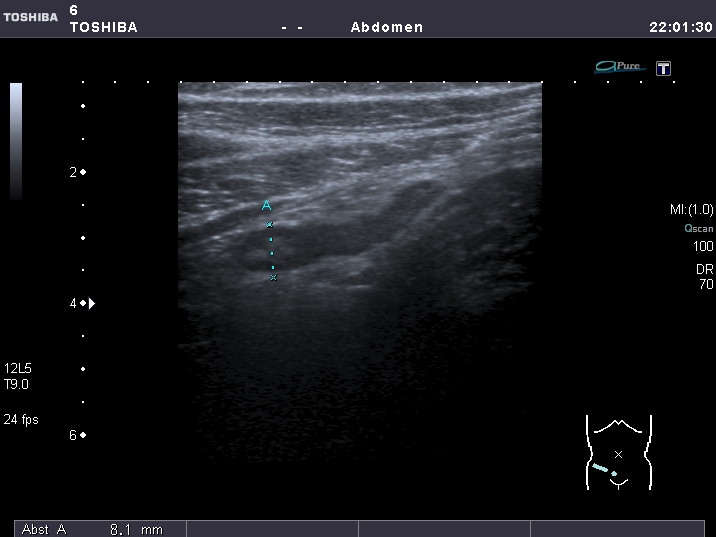 TOSHIBA
6
TOSHIBA - - Abdomen 22:01:30
aPure T
A
2
4
6
MI:(1.0)
Qscan
100
DR
70
12L5
T9.0
24 fps
Abst A 8.1 mm